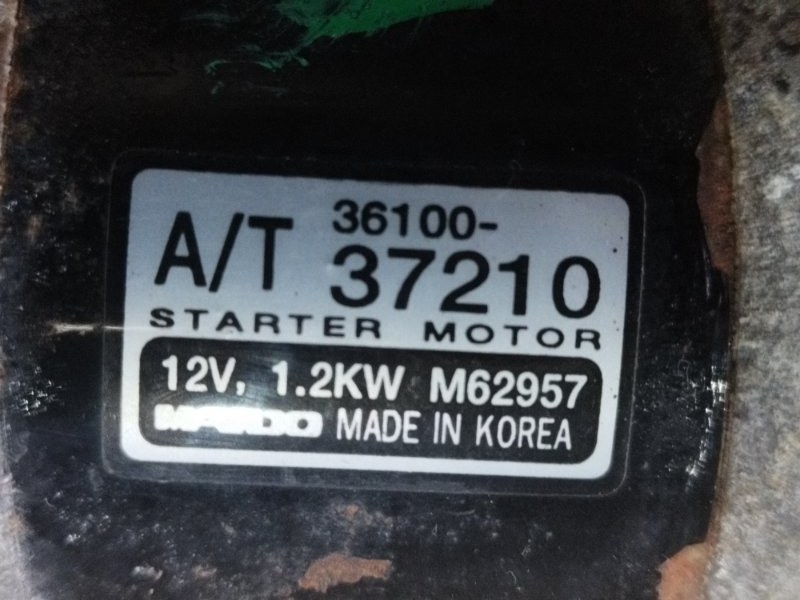 A/T 36100-
37210
STARTER MOTOR
12V, 1.2KW M62957
MANDO MADE IN KOREA